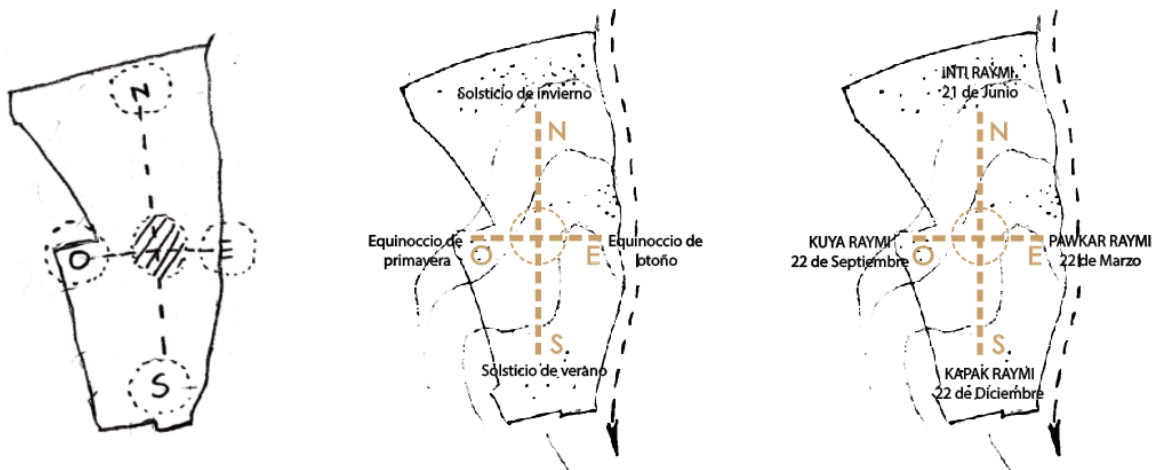 N
O
E
S
Solsticio de invierno
N
Equinoccio de
primavera
O
E
Equinoccio de
otoño
S
Solsticio de verano
INTI RAYMI
21 de Junio
N
KUYA RAYMI
22 de Septiembre
O
E
PAWKAR RAYMI
22 de Marzo
S
KAPAK RAYMI
22 de Diciembre